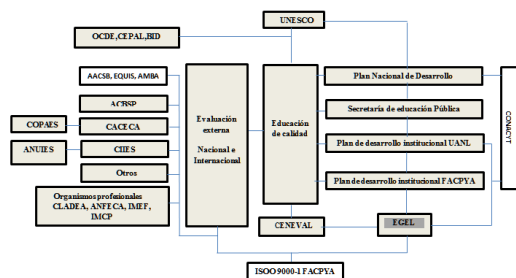 UNESCO
OCDE,CEPAL,BID
AACSB, EQUIS, AMBA
ACBSP
COPAES
CACECA
ANUIES
CIIES
Otros
Organismos profesionales
CLADEA, ANFECA, IMEF,
IMCP
Evaluación
externa
Nacional e
Internacional
Educación
de calidad
Plan Nacional de Desarrollo
Secretaria de educación Pública
Plan de desarrollo institucional UANL
Plan de desarrollo institucional FACPYA
CONACYT
CENEVAL
EGEL
ISOO 9000-1 FACPYA